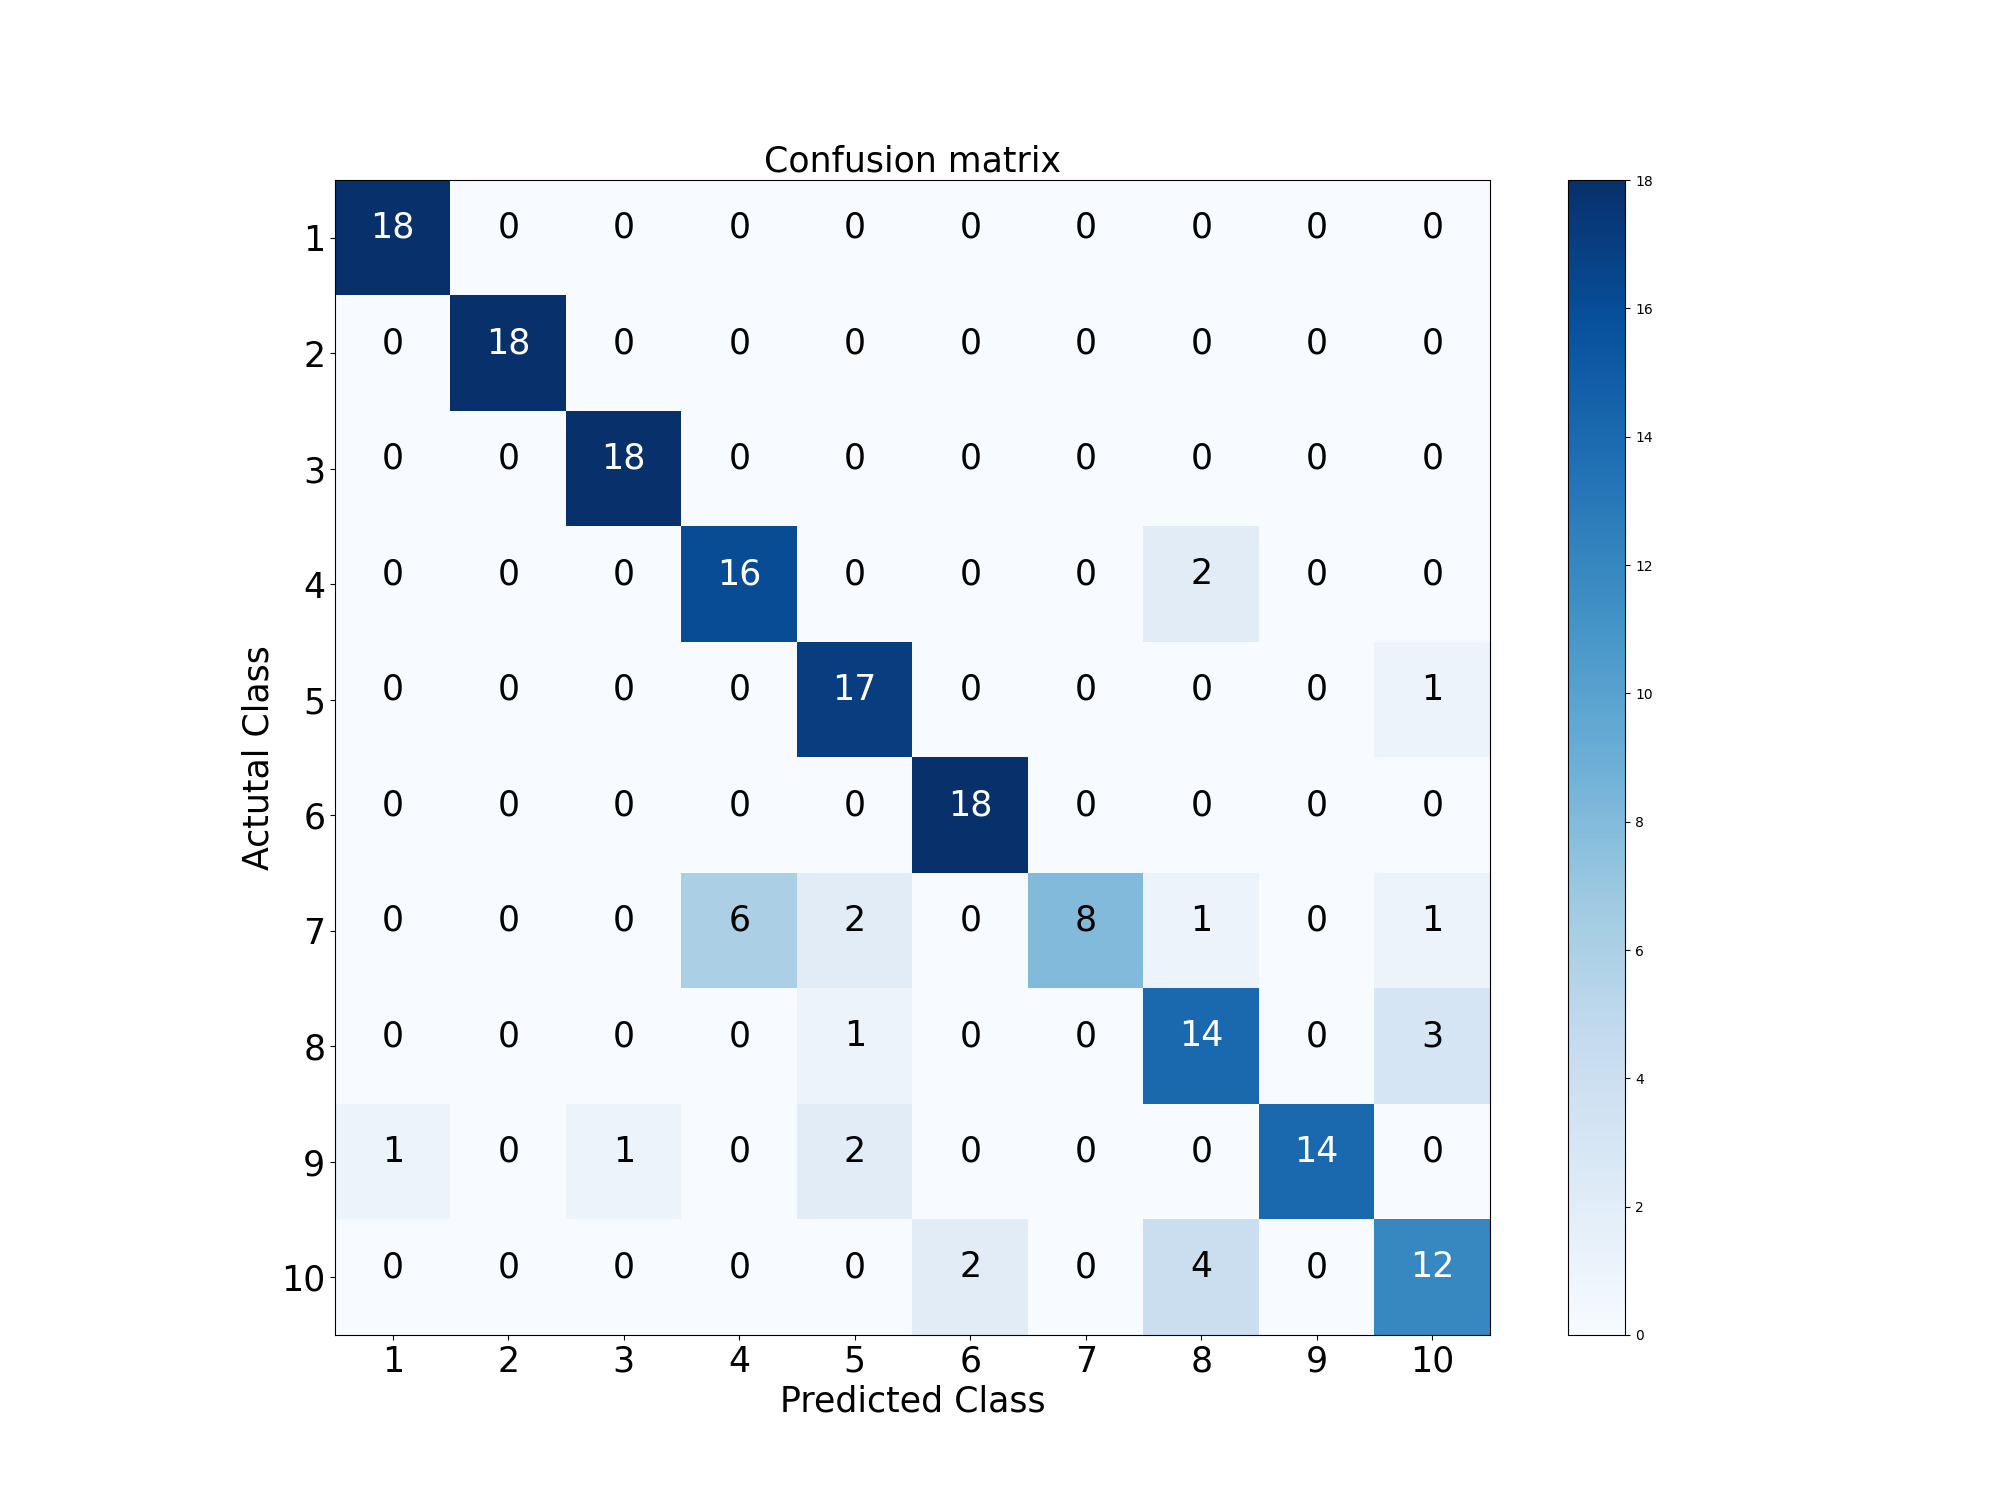 Confusion matrix
1 18 0 0 0 0 0 0 0 0 0
2 0 18 0 0 0 0 0 0 0 0
3 0 0 18 0 0 0 0 0 0 0
4 0 0 0 16 0 0 0 2 0 0
5 0 0 0 0 17 0 0 0 0 1
6 0 0 0 0 0 18 0 0 0 0
7 0 0 0 6 2 0 8 1 0 1
8 0 0 0 0 1 0 0 14 0 3
9 1 0 1 0 2 0 0 0 14 0
10 0 0 0 0 0 2 0 4 0 12
1 2 3 4 5 6 7 8 9 10
Predicted Class
Actutal Class
18
16
14
12
10
8
6
4
2
0